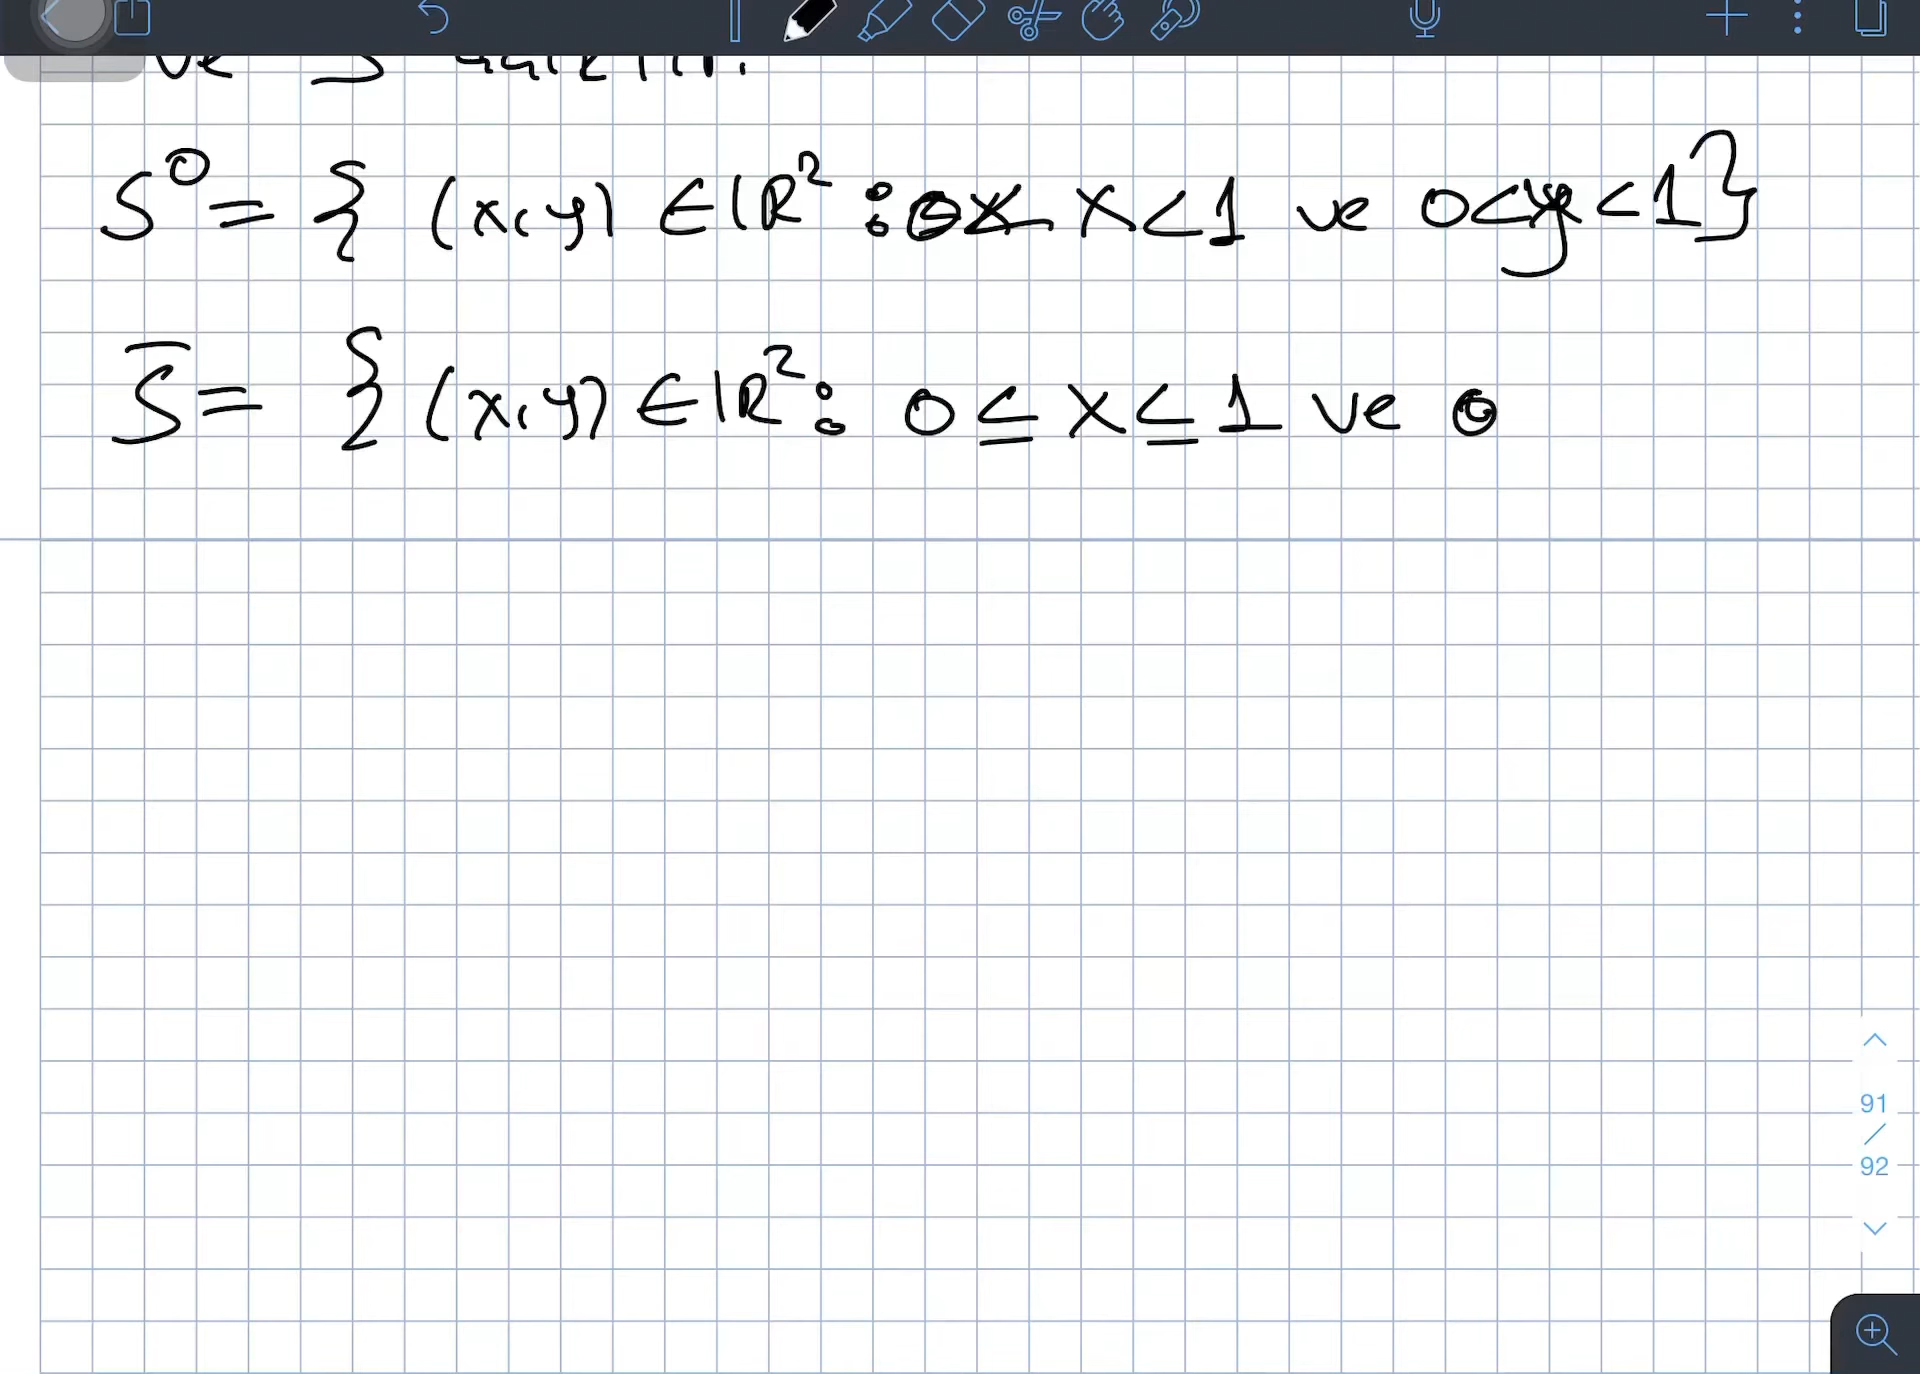 S° = { (x,y) ∈ ℝ² : 0< x<1 ve 0<y<1}
S̅ = { (x,y) ∈ ℝ² : 0 ≤ x ≤ 1 ve 0
91
/
92